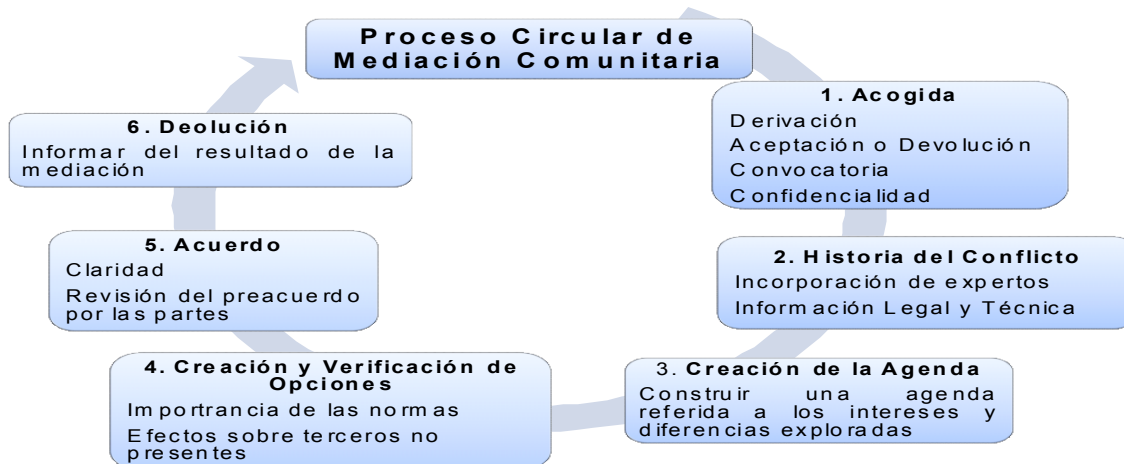 Proceso Circular de
Mediación Comunitaria
1. Acogida
Derivación
Aceptación o Devolución
Convocatoria
Confidencialidad
2. Historia del Conflicto
Incorporación de expertos
Información Legal y Técnica
3. Creación de la Agenda
Construir una agenda
referida a los intereses y
diferencias exploradas
4. Creación y Verificación de
Opciones
Importrancia de las normas
Efectos sobre terceros no
presentes
5. Acuerdo
Claridad
Revisión del preacuerdo
por las partes
6. Deolución
Informar del resultado de la
mediación